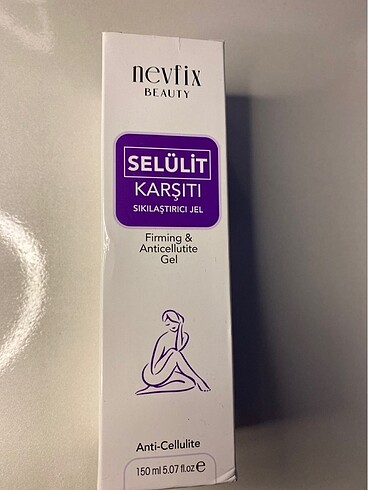 nevfix
BEAUTY
SELÜLİT
KARŞITI
SIKILAŞTIRICI JEL
Firming &
Anticellutite
Gel
Anti-Cellulite
150 ml 5.07 fl.oz e